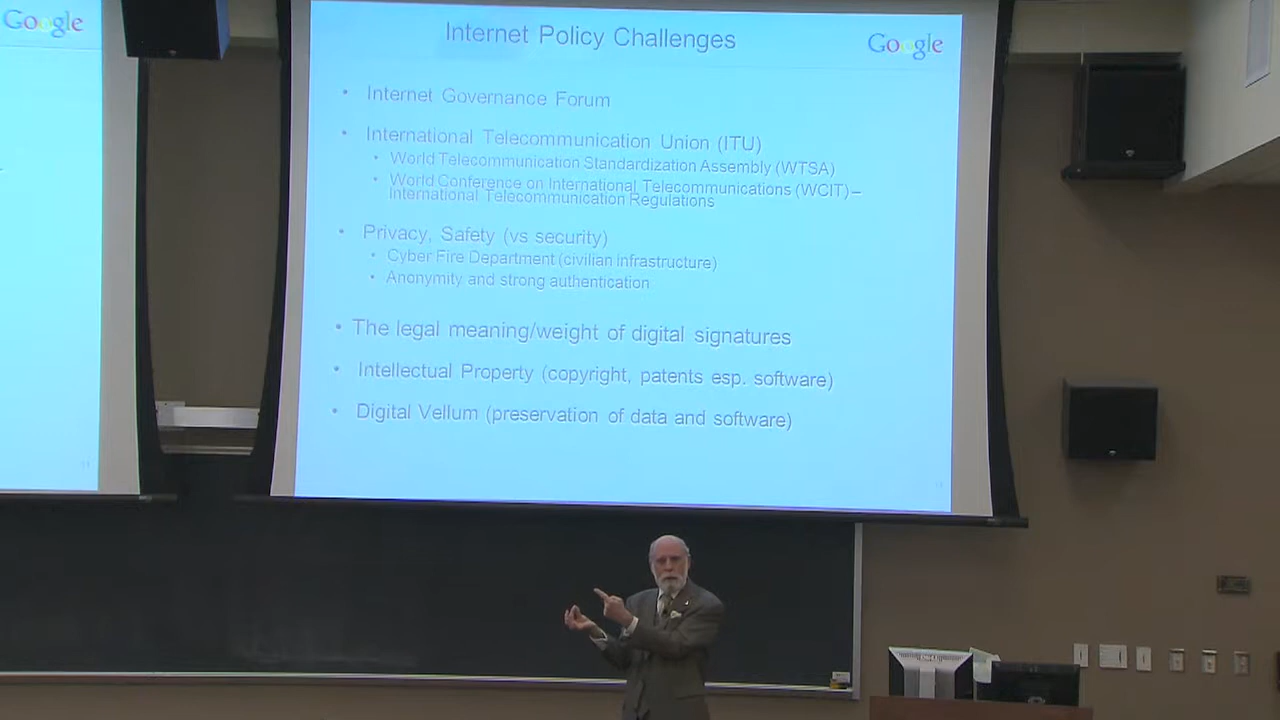 Google
Internet Policy Challenges
Google
• Internet Governance Forum
• International Telecommunication Union (ITU)
• World Telecommunication Standardization Assembly (WTSA)
• World Conference on International Telecommunications (WCIT) –
International Telecommunication Regulations
• Privacy, Safety (vs security)
• Cyber Fire Department (civilian infrastructure)
• Anonymity and strong authentication
• The legal meaning/weight of digital signatures
• Intellectual Property (copyright, patents esp. software)
• Digital Vellum (preservation of data and software)